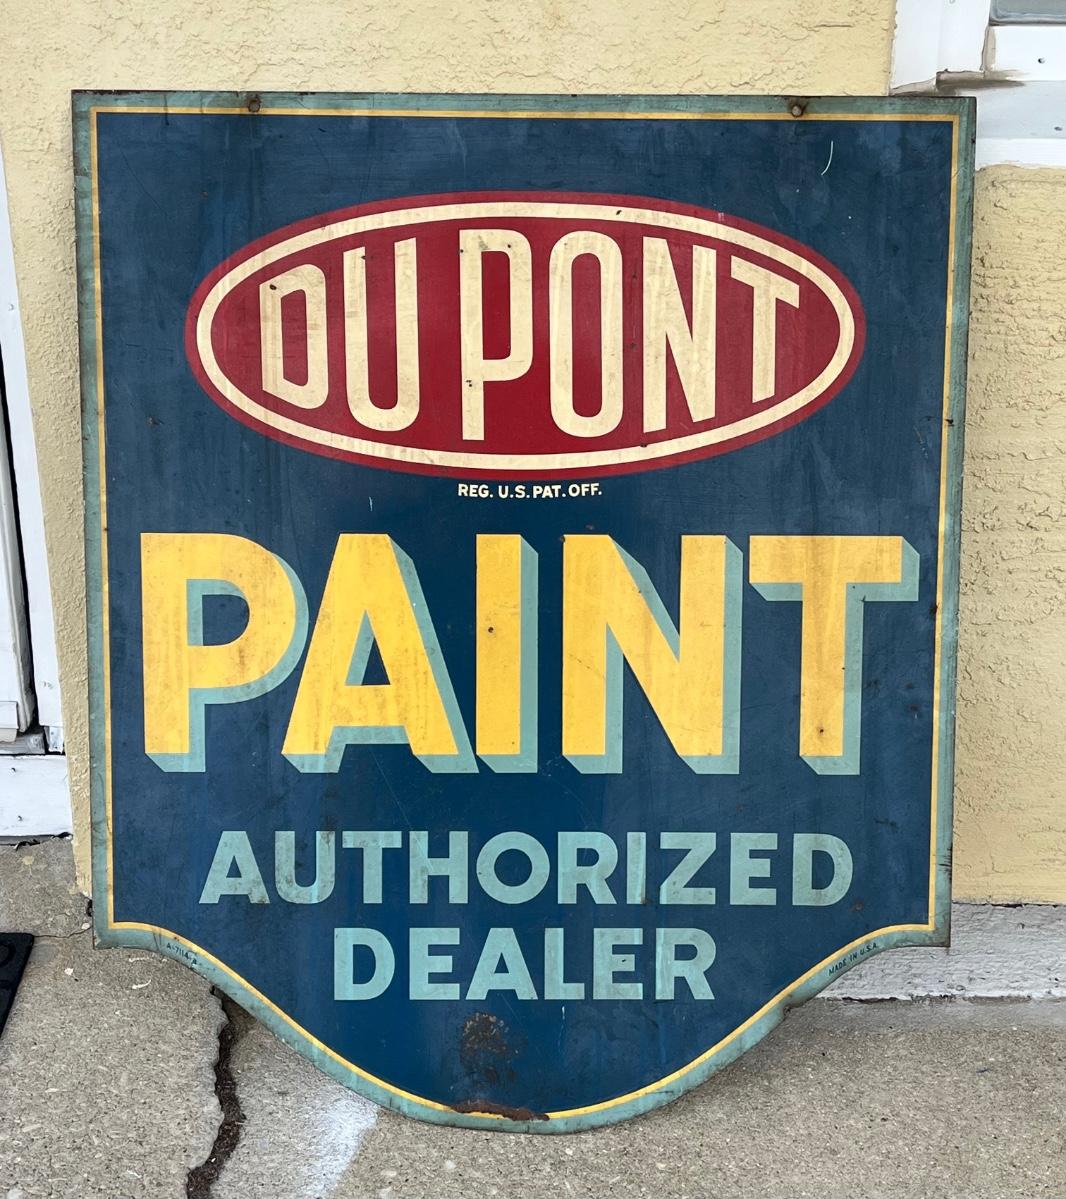 DU PONT
REG. U.S. PAT. OFF.
PAINT
AUTHORIZED
DEALER
MADE IN U.S.A.